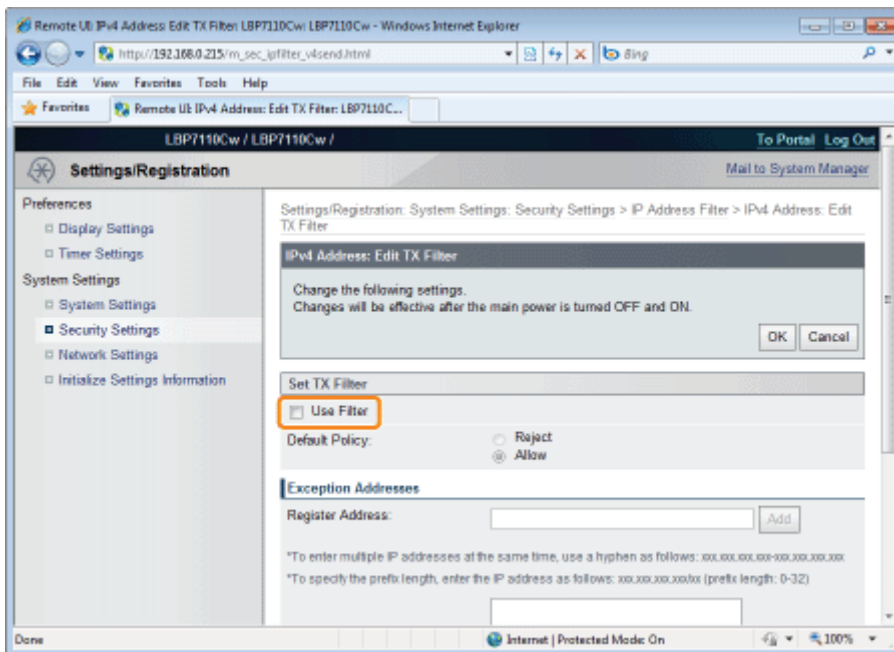 Remote UI: IPv4 Address: Edit TX Filter: LBP7110Cw: LBP7110Cw - Windows Internet Explorer
http://192.168.0.215/m_sec_ipfilter_v4send.html
Bing
File Edit View Favorites Tools Help
Favorites
Remote UI: IPv4 Address: Edit TX Filter: LBP7110C...
LBP7110Cw / LBP7110Cw /
To Portal Log Out
Settings/Registration
Mail to System Manager
Preferences
Display Settings
Timer Settings
System Settings
System Settings
Security Settings
Network Settings
Initialize Settings Information
Settings/Registration: System Settings: Security Settings > IP Address Filter > IPv4 Address: Edit
TX Filter
IPv4 Address: Edit TX Filter
Change the following settings.
Changes will be effective after the main power is turned OFF and ON.
OK Cancel
Set TX Filter
Use Filter
Default Policy:
Reject
Allow
Exception Addresses
Register Address:
Add
*To enter multiple IP addresses at the same time, use a hyphen as follows: xxx.xxx.xxx.xxx-xxx.xxx.xxx.xxx
*To specify the prefix length, enter the IP address as follows: xxx.xxx.xxx.xxx/xx (prefix length: 0-32)
Done
Internet | Protected Mode: On
100%